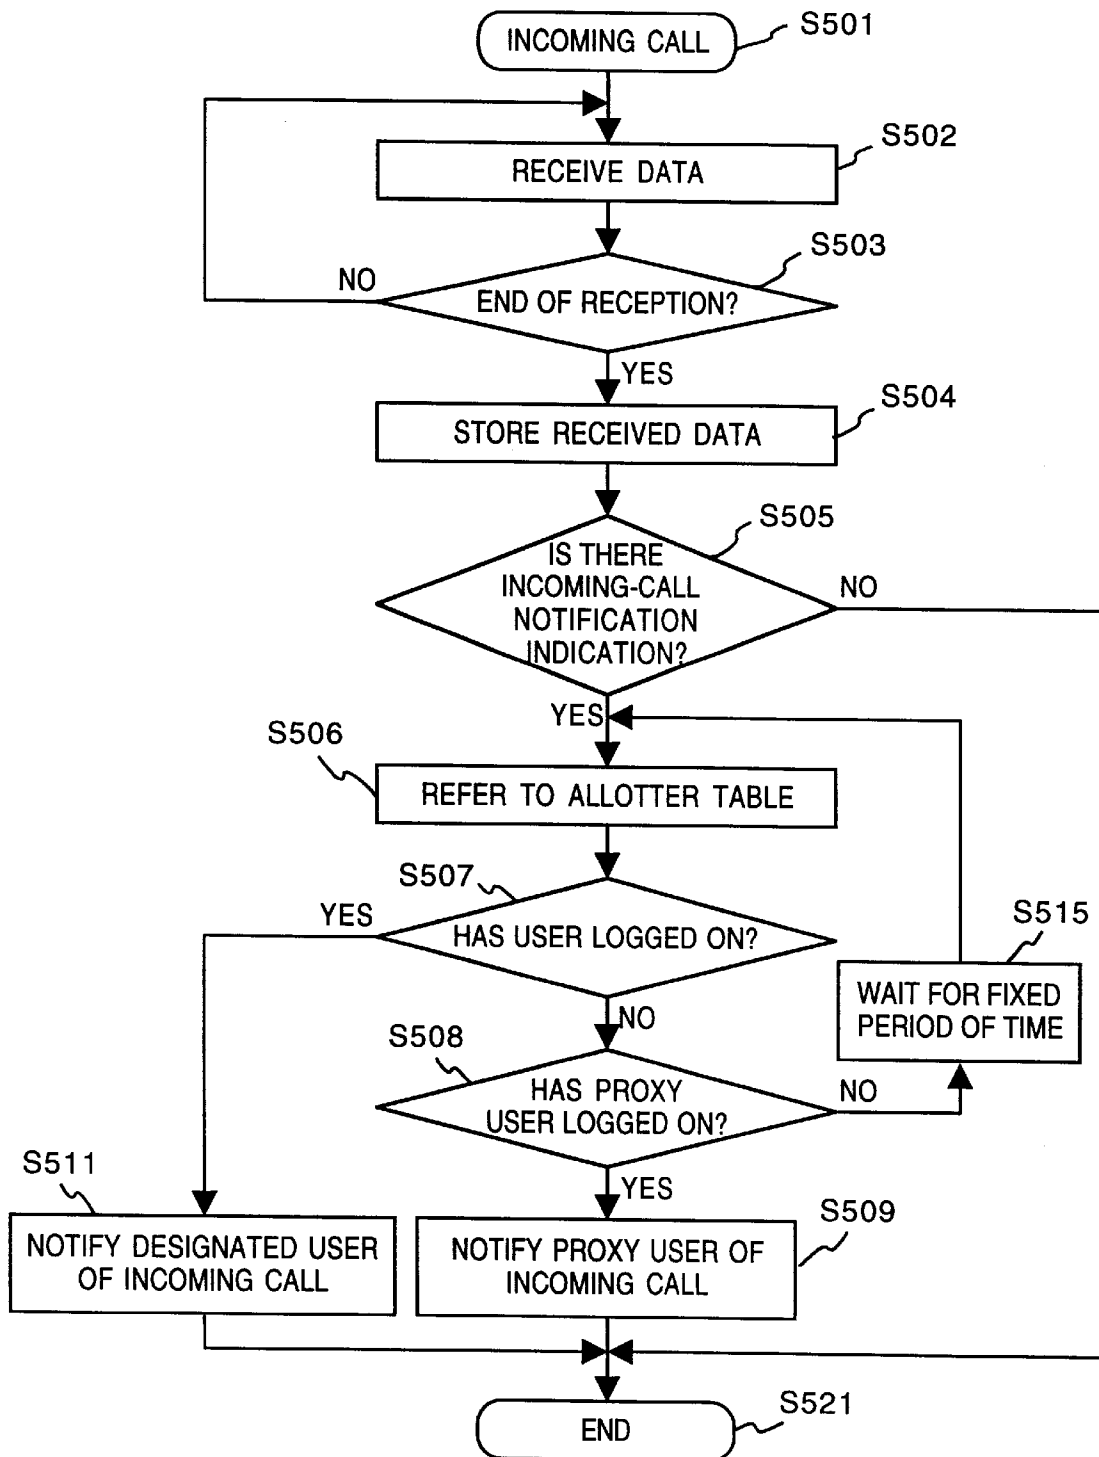 INCOMING CALL
S501
RECEIVE DATA
S502
S503
NO
END OF RECEPTION?
YES
S504
STORE RECEIVED DATA
S505
IS THERE
INCOMING-CALL
NOTIFICATION
INDICATION?
NO
YES
S506
REFER TO ALLOTTER TABLE
S507
YES
HAS USER LOGGED ON?
S515
WAIT FOR FIXED
PERIOD OF TIME
NO
S508
HAS PROXY
USER LOGGED ON?
NO
YES
S511
NOTIFY DESIGNATED USER
OF INCOMING CALL
S509
NOTIFY PROXY USER OF
INCOMING CALL
S521
END